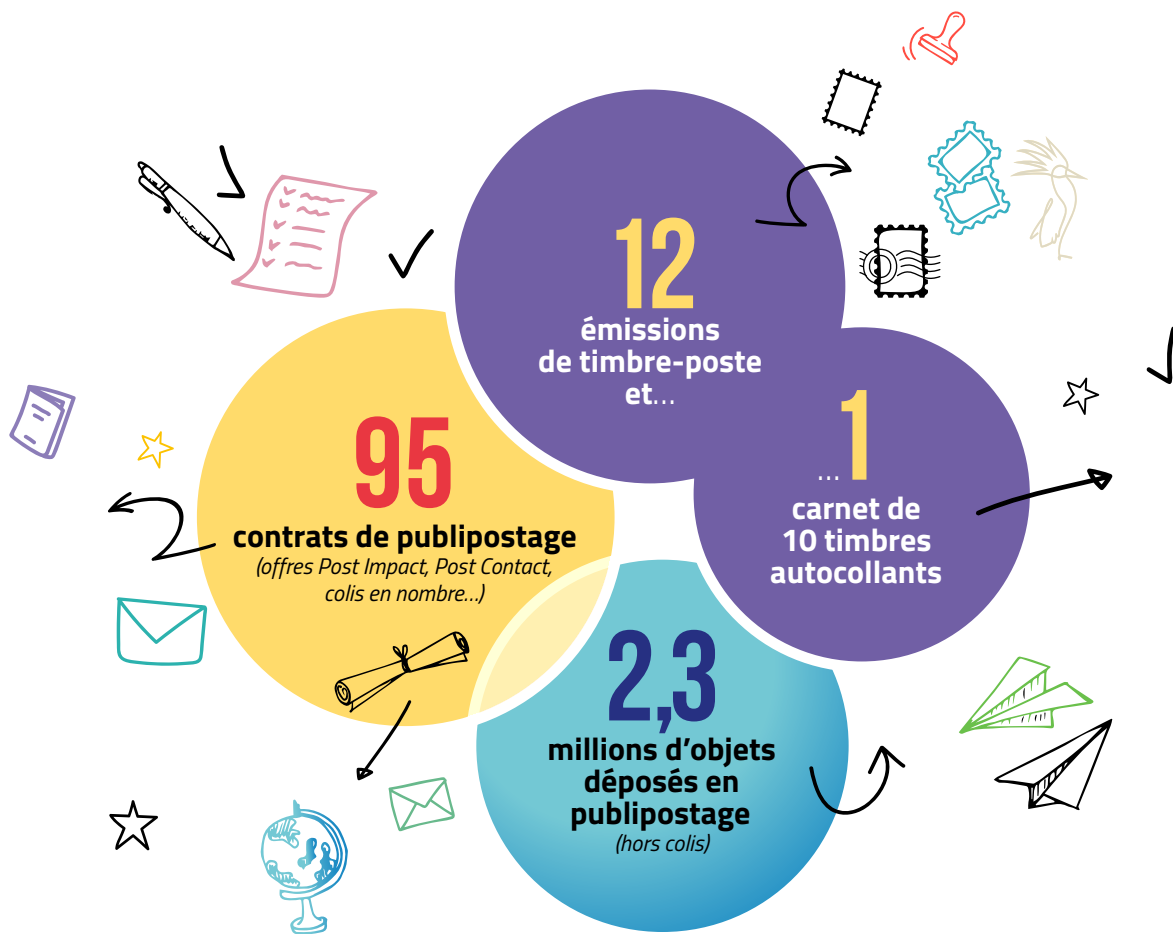 12
émissions
de timbre-poste
et...
...1
carnet de
10 timbres
autocollants
95
contrats de publipostage
(offres Post Impact, Post Contact,
colis en nombre...)
2,3
millions d'objets
déposés en
publipostage
(hors colis)